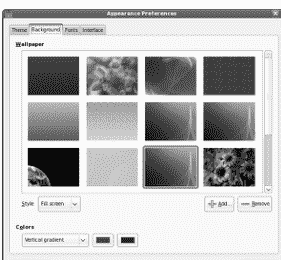 Appearance Preferences
Theme Background Fonts Interface
Wallpaper
Style Fill screen Add... Remove
Colors
Vertical gradient